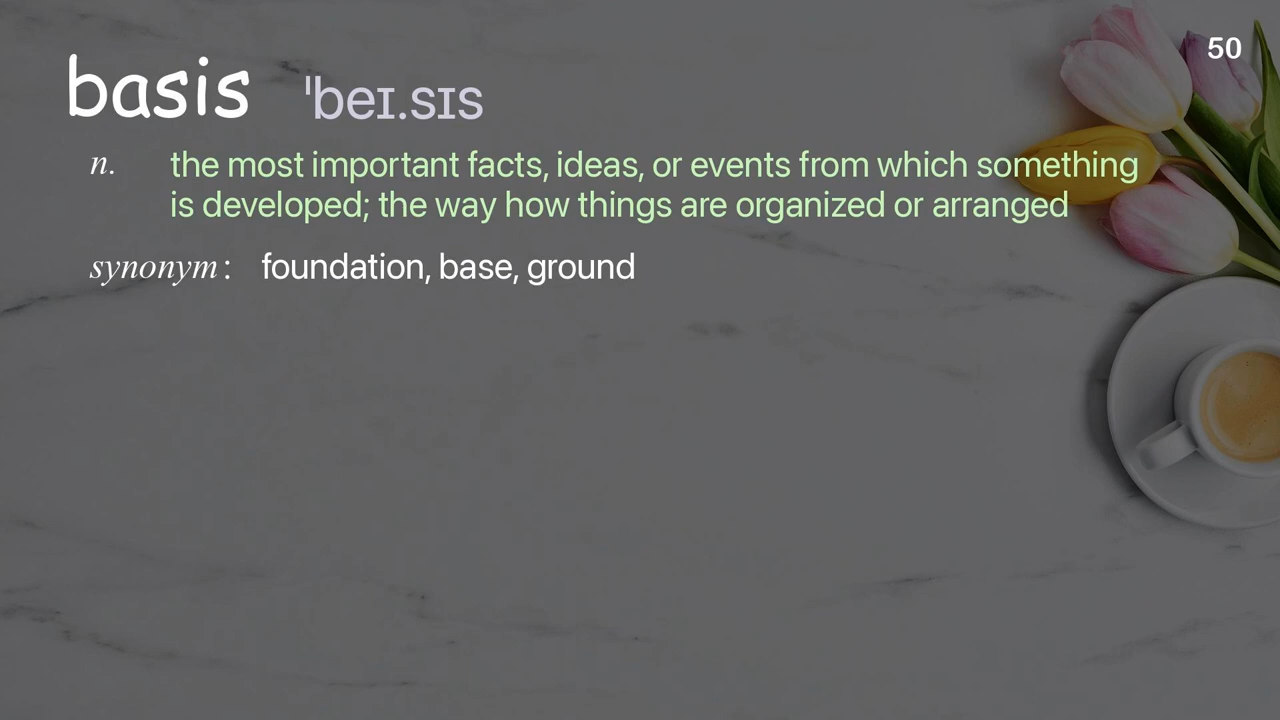 50
basis ˈbeɪ.sɪs
n. the most important facts, ideas, or events from which something
is developed; the way how things are organized or arranged
synonym: foundation, base, ground